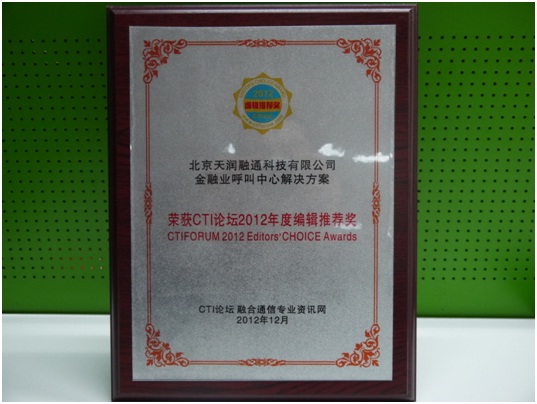 2012
编辑推荐奖
北京天润融通科技有限公司
金融业呼叫中心解决方案
荣获CTI论坛2012年度编辑推荐奖
CTIFORUM 2012 Editors'CHOICE Awards
CTI论坛 融合通信专业资讯网
2012年12月